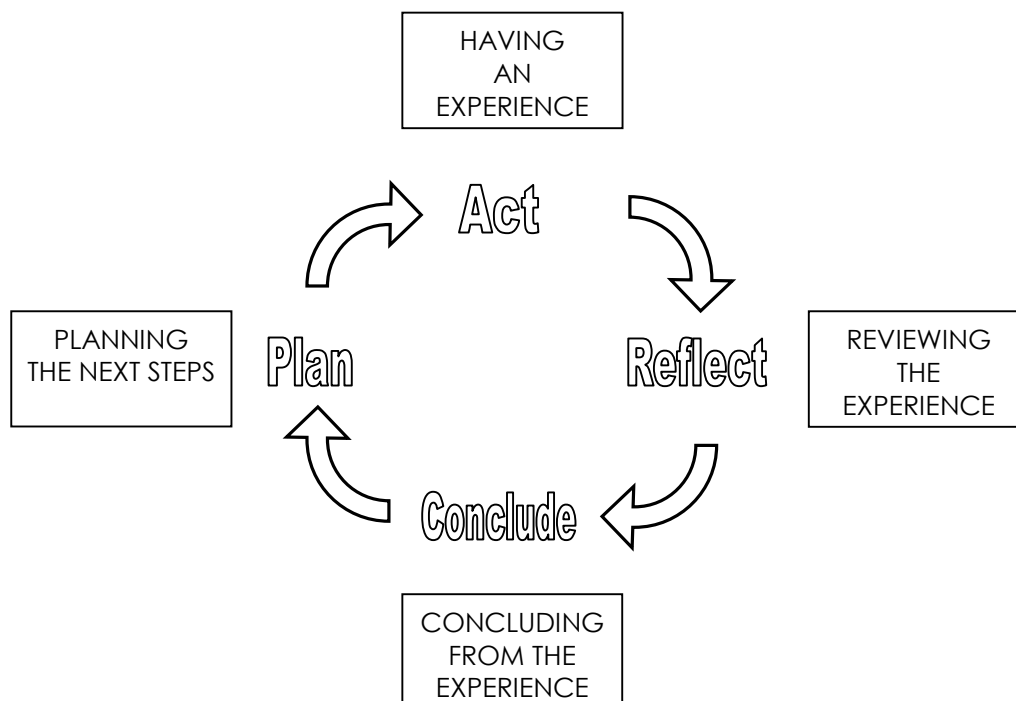 HAVING
AN
EXPERIENCE
Act
PLANNING
THE NEXT STEPS
Plan
Reflect
REVIEWING
THE
EXPERIENCE
Conclude
CONCLUDING
FROM THE
EXPERIENCE